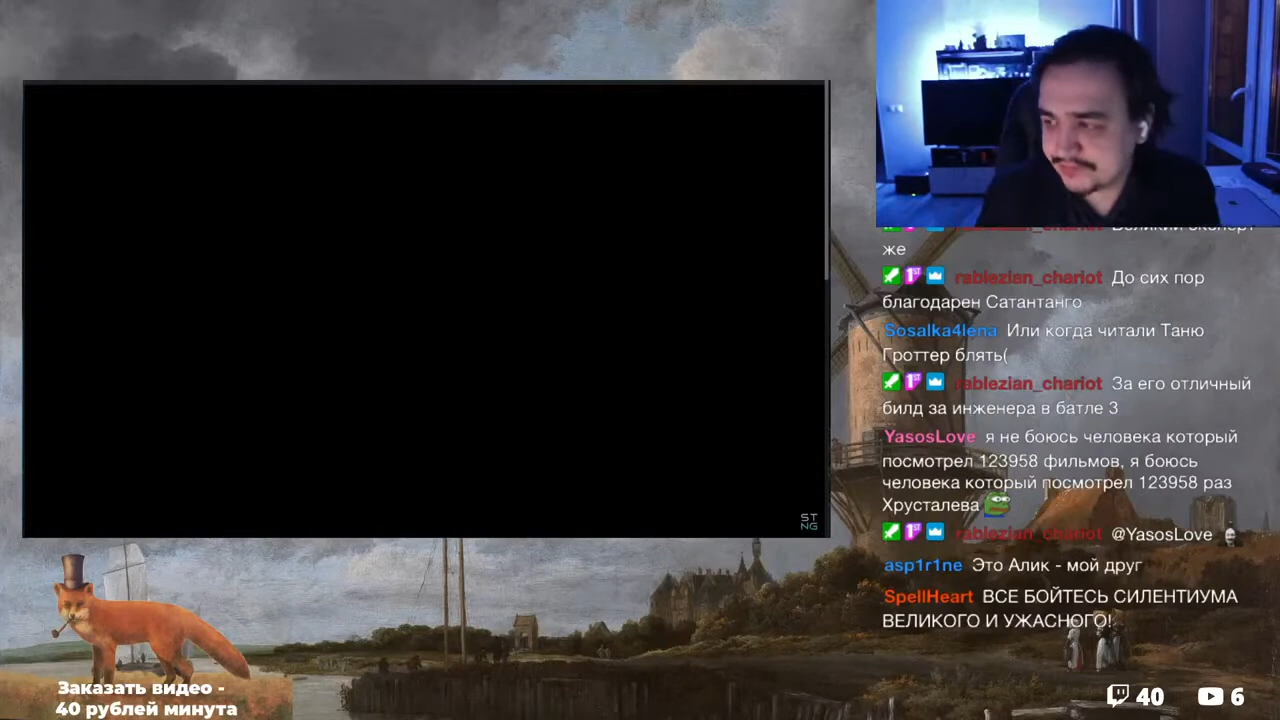 же
rablezian_chariot До сих пор
благодарен Сатантанго
Sosalka4lena Или когда читали Таню
Гроттер блять(
rablezian_chariot За его отличный
билд за инженера в батле 3
YasosLove я не боюсь человека который
посмотрел 123958 фильмов, я боюсь
человека который посмотрел 123958 раз
Хрусталева
rablezian_chariot @YasosLove
asp1r1ne Это Алик - мой друг
SpellHeart ВСЕ БОЙТЕСЬ СИЛЕНТИУМА
ВЕЛИКОГО И УЖАСНОГО!
ST
NG
Заказать видео -
40 рублей минута
40 6